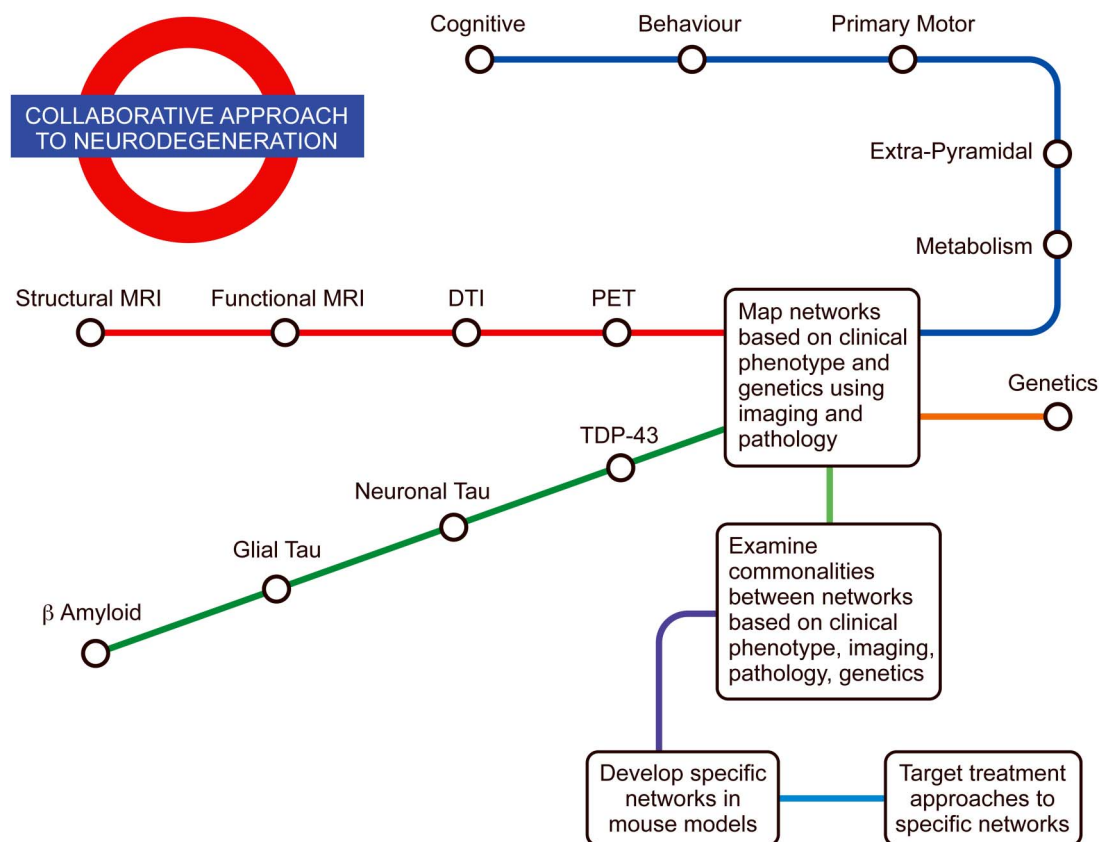 COLLABORATIVE APPROACH
TO NEURODEGENERATION
Cognitive
Behaviour
Primary Motor
Extra-Pyramidal
Metabolism
Structural MRI
Functional MRI
DTI
PET
Map networks
based on clinical
phenotype and
genetics using
imaging and
pathology
Genetics
TDP-43
Neuronal Tau
Glial Tau
β Amyloid
Examine
commonalities
between networks
based on clinical
phenotype, imaging,
pathology, genetics
Develop specific
networks in
mouse models
Target treatment
approaches to
specific networks